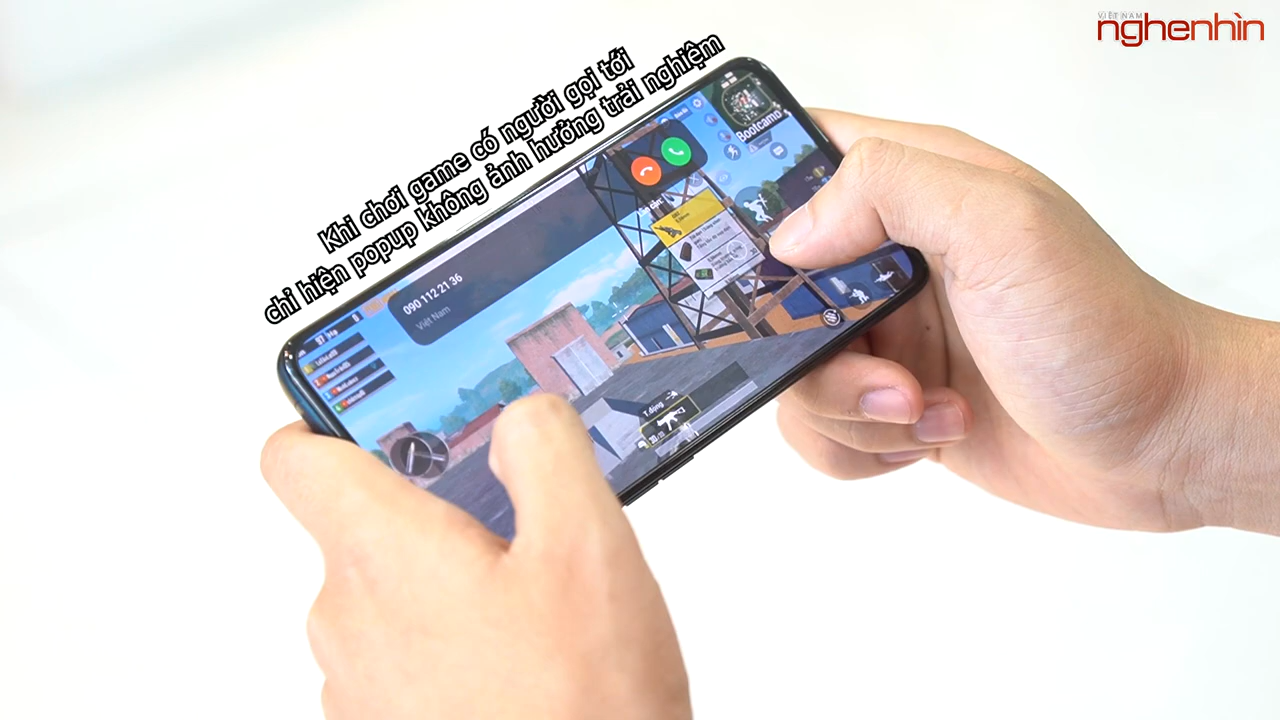 VIỆT NAM
nghenhìn
Khi chơi game có người gọi tới
chỉ hiện popup không ảnh hưởng trải nghiệm
Bootcamp
090 112 21 36
Việt Nam
T.động